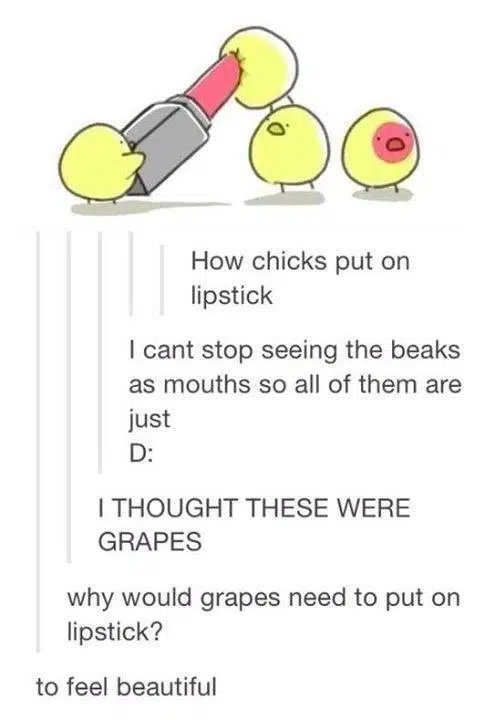 How chicks put on
lipstick
I cant stop seeing the beaks
as mouths so all of them are
just
D:
I THOUGHT THESE WERE
GRAPES
why would grapes need to put on
lipstick?
to feel beautiful